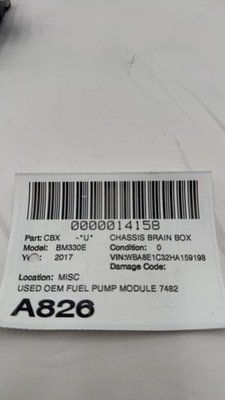 0000014158
Part: CBX -"U" CHASSIS BRAIN BOX
Model: BM330E Condition: 0
2017 VIN:WBA8E1C32HA159198
Damage Code:
Location: MISC
USED OEM FUEL PUMP MODULE 7482
A826